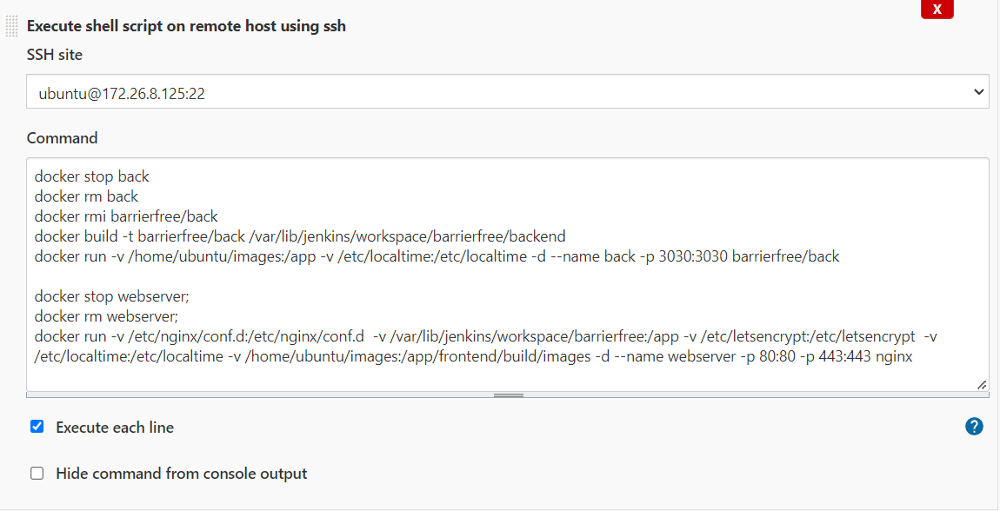 X
Execute shell script on remote host using ssh
SSH site
ubuntu@172.26.8.125:22
Command
docker stop back
docker rm back
docker rmi barrierfree/back
docker build -t barrierfree/back /var/lib/jenkins/workspace/barrierfree/backend
docker run -v /home/ubuntu/images:/app -v /etc/localtime:/etc/localtime -d --name back -p 3030:3030 barrierfree/back
docker stop webserver;
docker rm webserver;
docker run -v /etc/nginx/conf.d:/etc/nginx/conf.d  -v /var/lib/jenkins/workspace/barrierfree:/app -v /etc/letsencrypt:/etc/letsencrypt  -v
/etc/localtime:/etc/localtime -v /home/ubuntu/images:/app/frontend/build/images -d --name webserver -p 80:80 -p 443:443 nginx
Execute each line
?
Hide command from console output